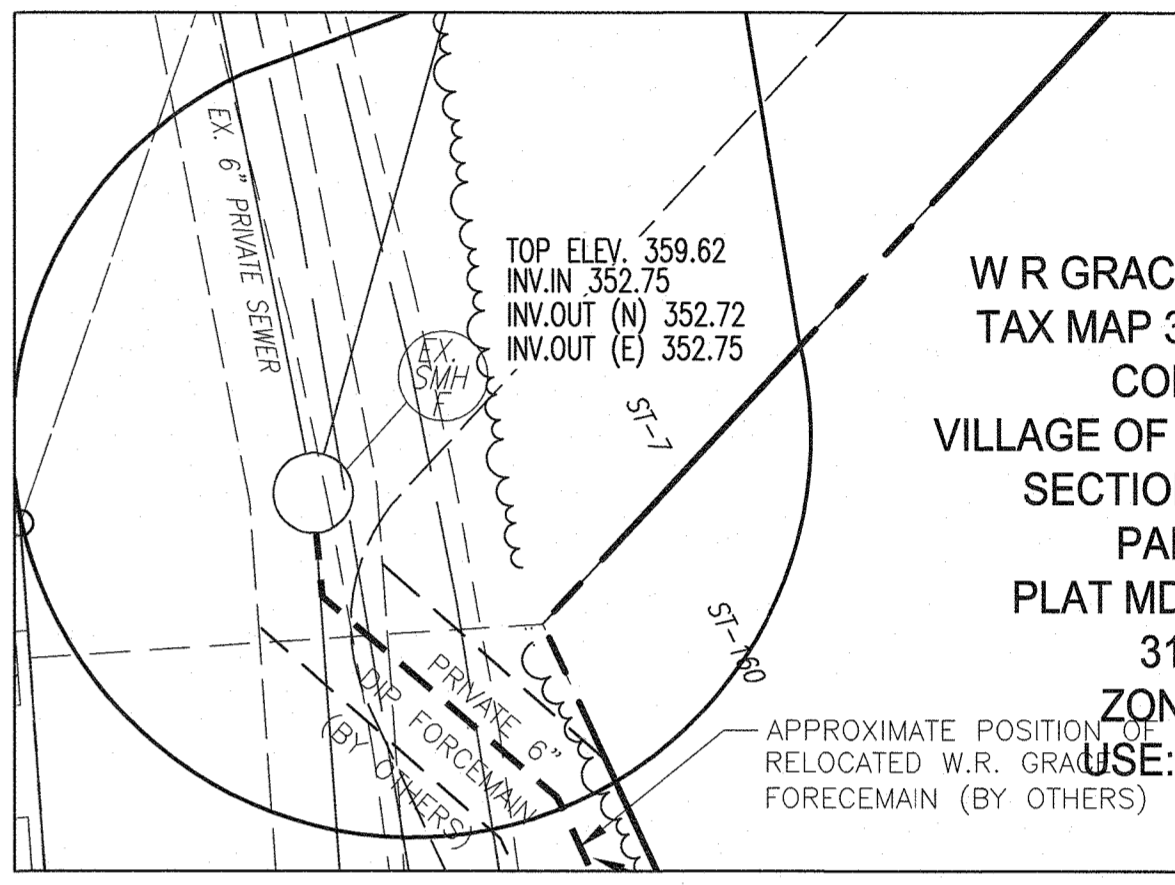 EX. 6" PRIVATE SEWER
TOP ELEV. 359.62
INV.IN 352.75
INV.OUT (N) 352.72
INV.OUT (E) 352.75
EX.
SMH
F
ST-7
ST-160
W R GRAC
TAX MAP 3
COI
VILLAGE OF
SECTIO
PA
PLAT MD
31
ZON
USE:
PRIVATE 6"
DIP FORCEMAIN
(BY OTHERS)
APPROXIMATE POSITION OF
RELOCATED W.R. GRACE
FORECEMAIN (BY OTHERS)